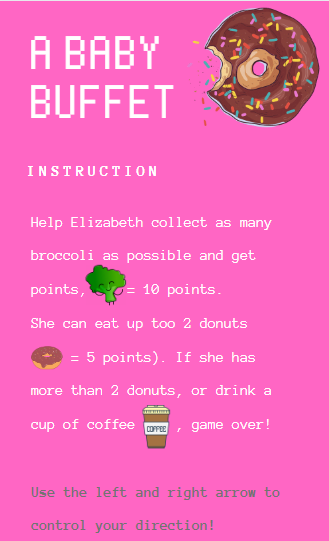 A BABY
BUFFET
INSTRUCTION
Help Elizabeth collect as many
broccoli as possible and get
points, = 10 points.
She can eat up too 2 donuts
= 5 points). If she has
more than 2 donuts, or drink a
cup of coffee COFFEE , game over!
Use the left and right arrow to
control your direction!